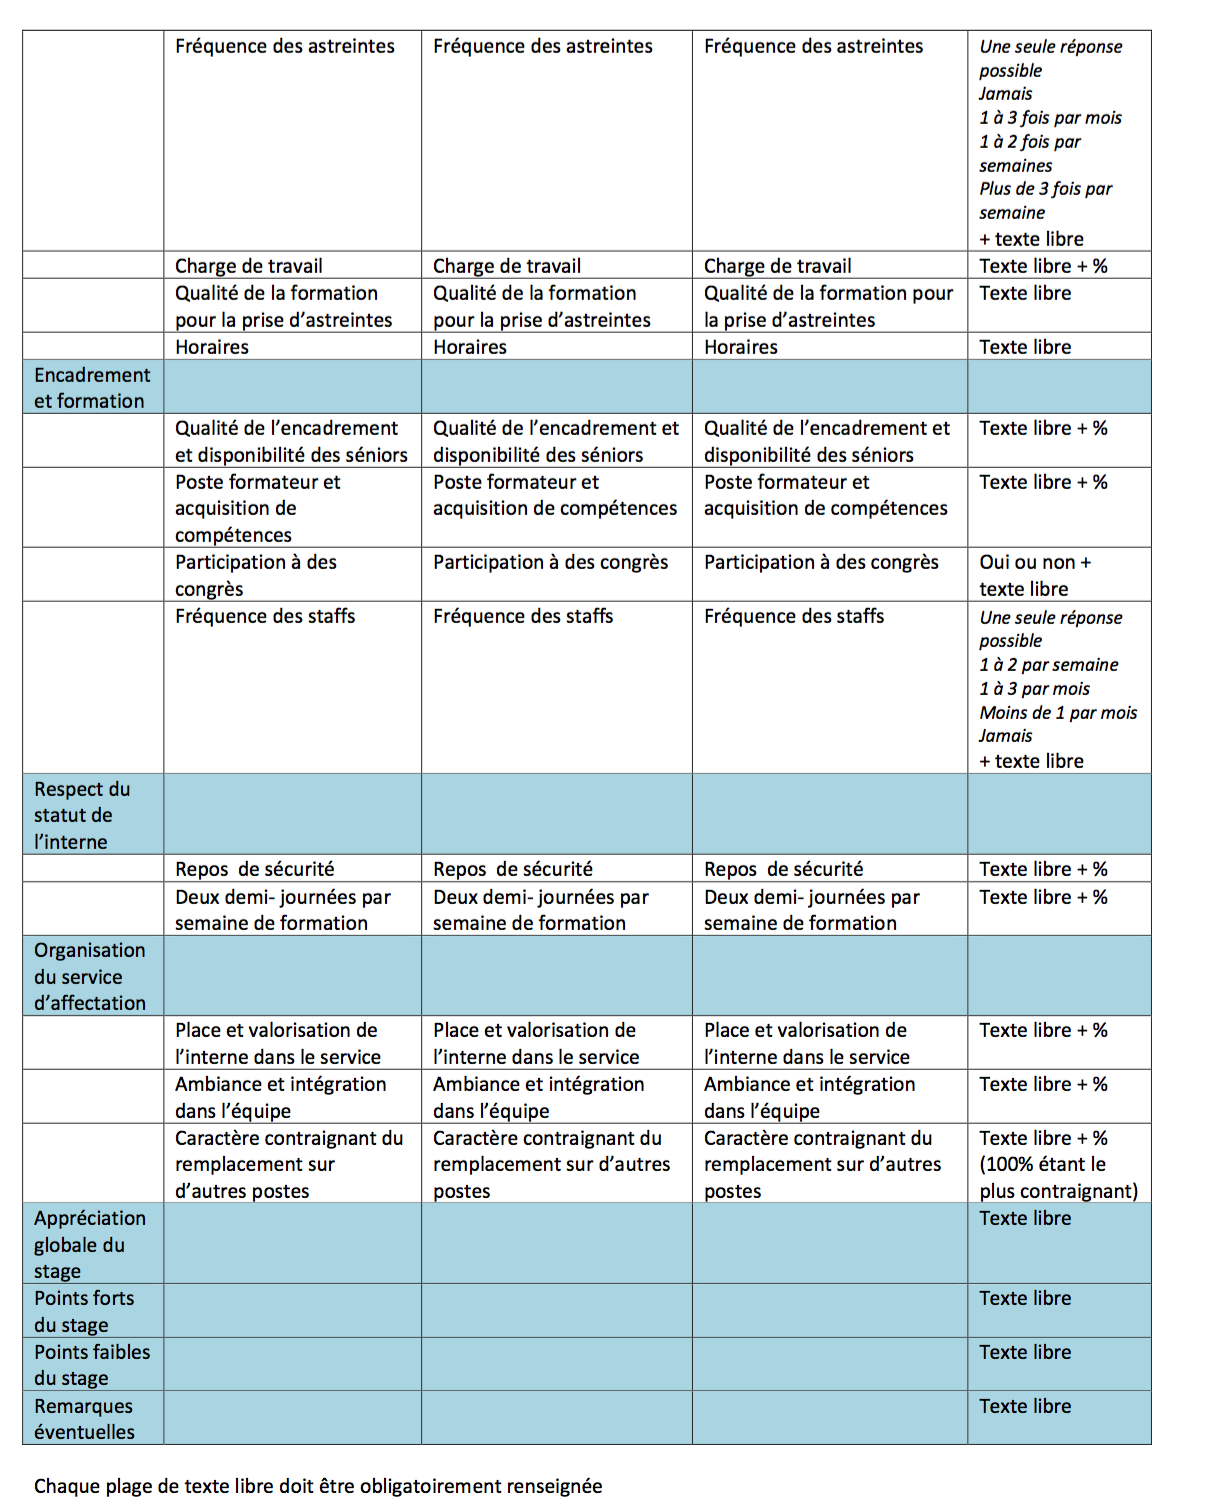 Fréquence des astreintes Fréquence des astreintes Fréquence des astreintes Une seule réponse
possible
Jamais
1 à 3 fois par mois
1 à 2 fois par
semaines
Plus de 3 fois par
semaine
+ texte libre
Charge de travail Charge de travail Charge de travail Texte libre + %
Qualité de la formation Qualité de la formation Qualité de la formation pour Texte libre
pour la prise d’astreintes pour la prise d’astreintes la prise d’astreintes
Horaires Horaires Horaires Texte libre
Encadrement
et formation
Qualité de l’encadrement Qualité de l’encadrement et Qualité de l’encadrement et Texte libre + %
et disponibilité des séniors disponibilité des séniors disponibilité des séniors
Poste formateur et Poste formateur et Poste formateur et Texte libre + %
acquisition de acquisition de compétences acquisition de compétences
compétences
Participation à des Participation à des congrès Participation à des congrès Oui ou non +
congrès texte libre
Fréquence des staffs Fréquence des staffs Fréquence des staffs Une seule réponse
possible
1 à 2 par semaine
1 à 3 par mois
Moins de 1 par mois
Jamais
+ texte libre
Respect du
statut de
l’interne
Repos de sécurité Repos de sécurité Repos de sécurité Texte libre + %
Deux demi- journées par Deux demi- journées par Deux demi- journées par Texte libre + %
semaine de formation semaine de formation semaine de formation
Organisation
du service
d’affectation
Place et valorisation de Place et valorisation de Place et valorisation de Texte libre + %
l’interne dans le service l’interne dans le service l’interne dans le service
Ambiance et intégration Ambiance et intégration Ambiance et intégration Texte libre + %
dans l’équipe dans l’équipe dans l’équipe
Caractère contraignant du Caractère contraignant du Caractère contraignant du Texte libre + %
remplacement sur remplacement sur d’autres remplacement sur d’autres (100% étant le
d’autres postes postes postes plus contraignant)
Appréciation Texte libre
globale du
stage
Points forts Texte libre
du stage
Points faibles Texte libre
du stage
Remarques Texte libre
éventuelles
Chaque plage de texte libre doit être obligatoirement renseignée